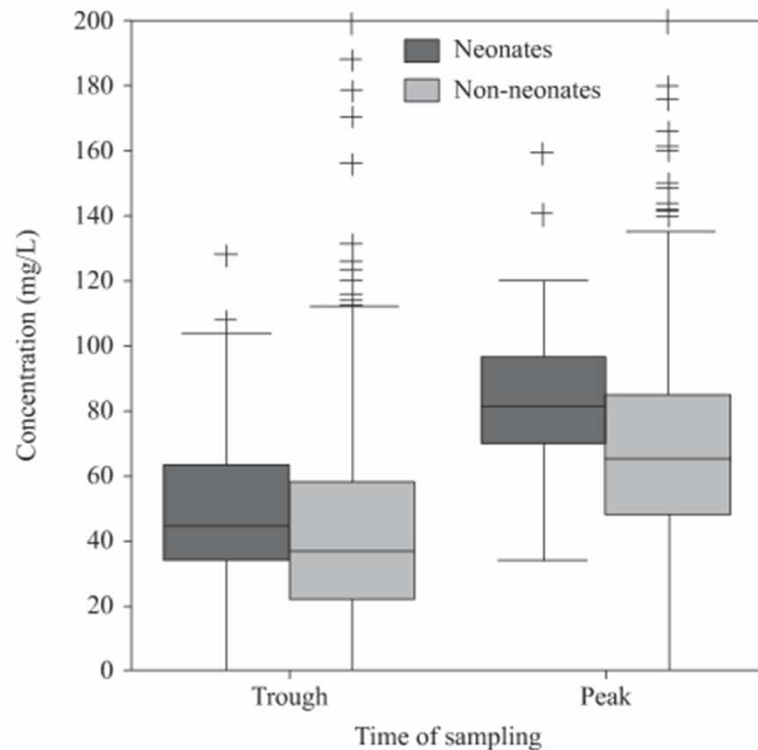 Concentration (mg/L)
200
180
160
140
120
100
80
60
40
20
0
Neonates
Non-neonates
Trough
Peak
Time of sampling